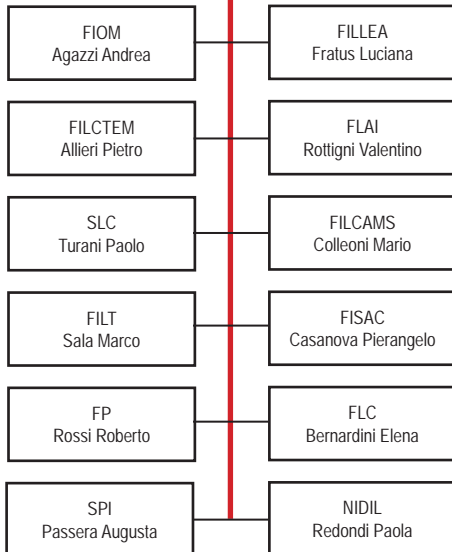 FIOM
Agazzi Andrea
FILLEA
Fratus Luciana
FILCTEM
Allieri Pietro
FLAI
Rottigni Valentino
SLC
Turani Paolo
FILCAMS
Colleoni Mario
FILT
Sala Marco
FISAC
Casanova Pierangelo
FP
Rossi Roberto
FLC
Bernardini Elena
SPI
Passera Augusta
NIDIL
Redondi Paola